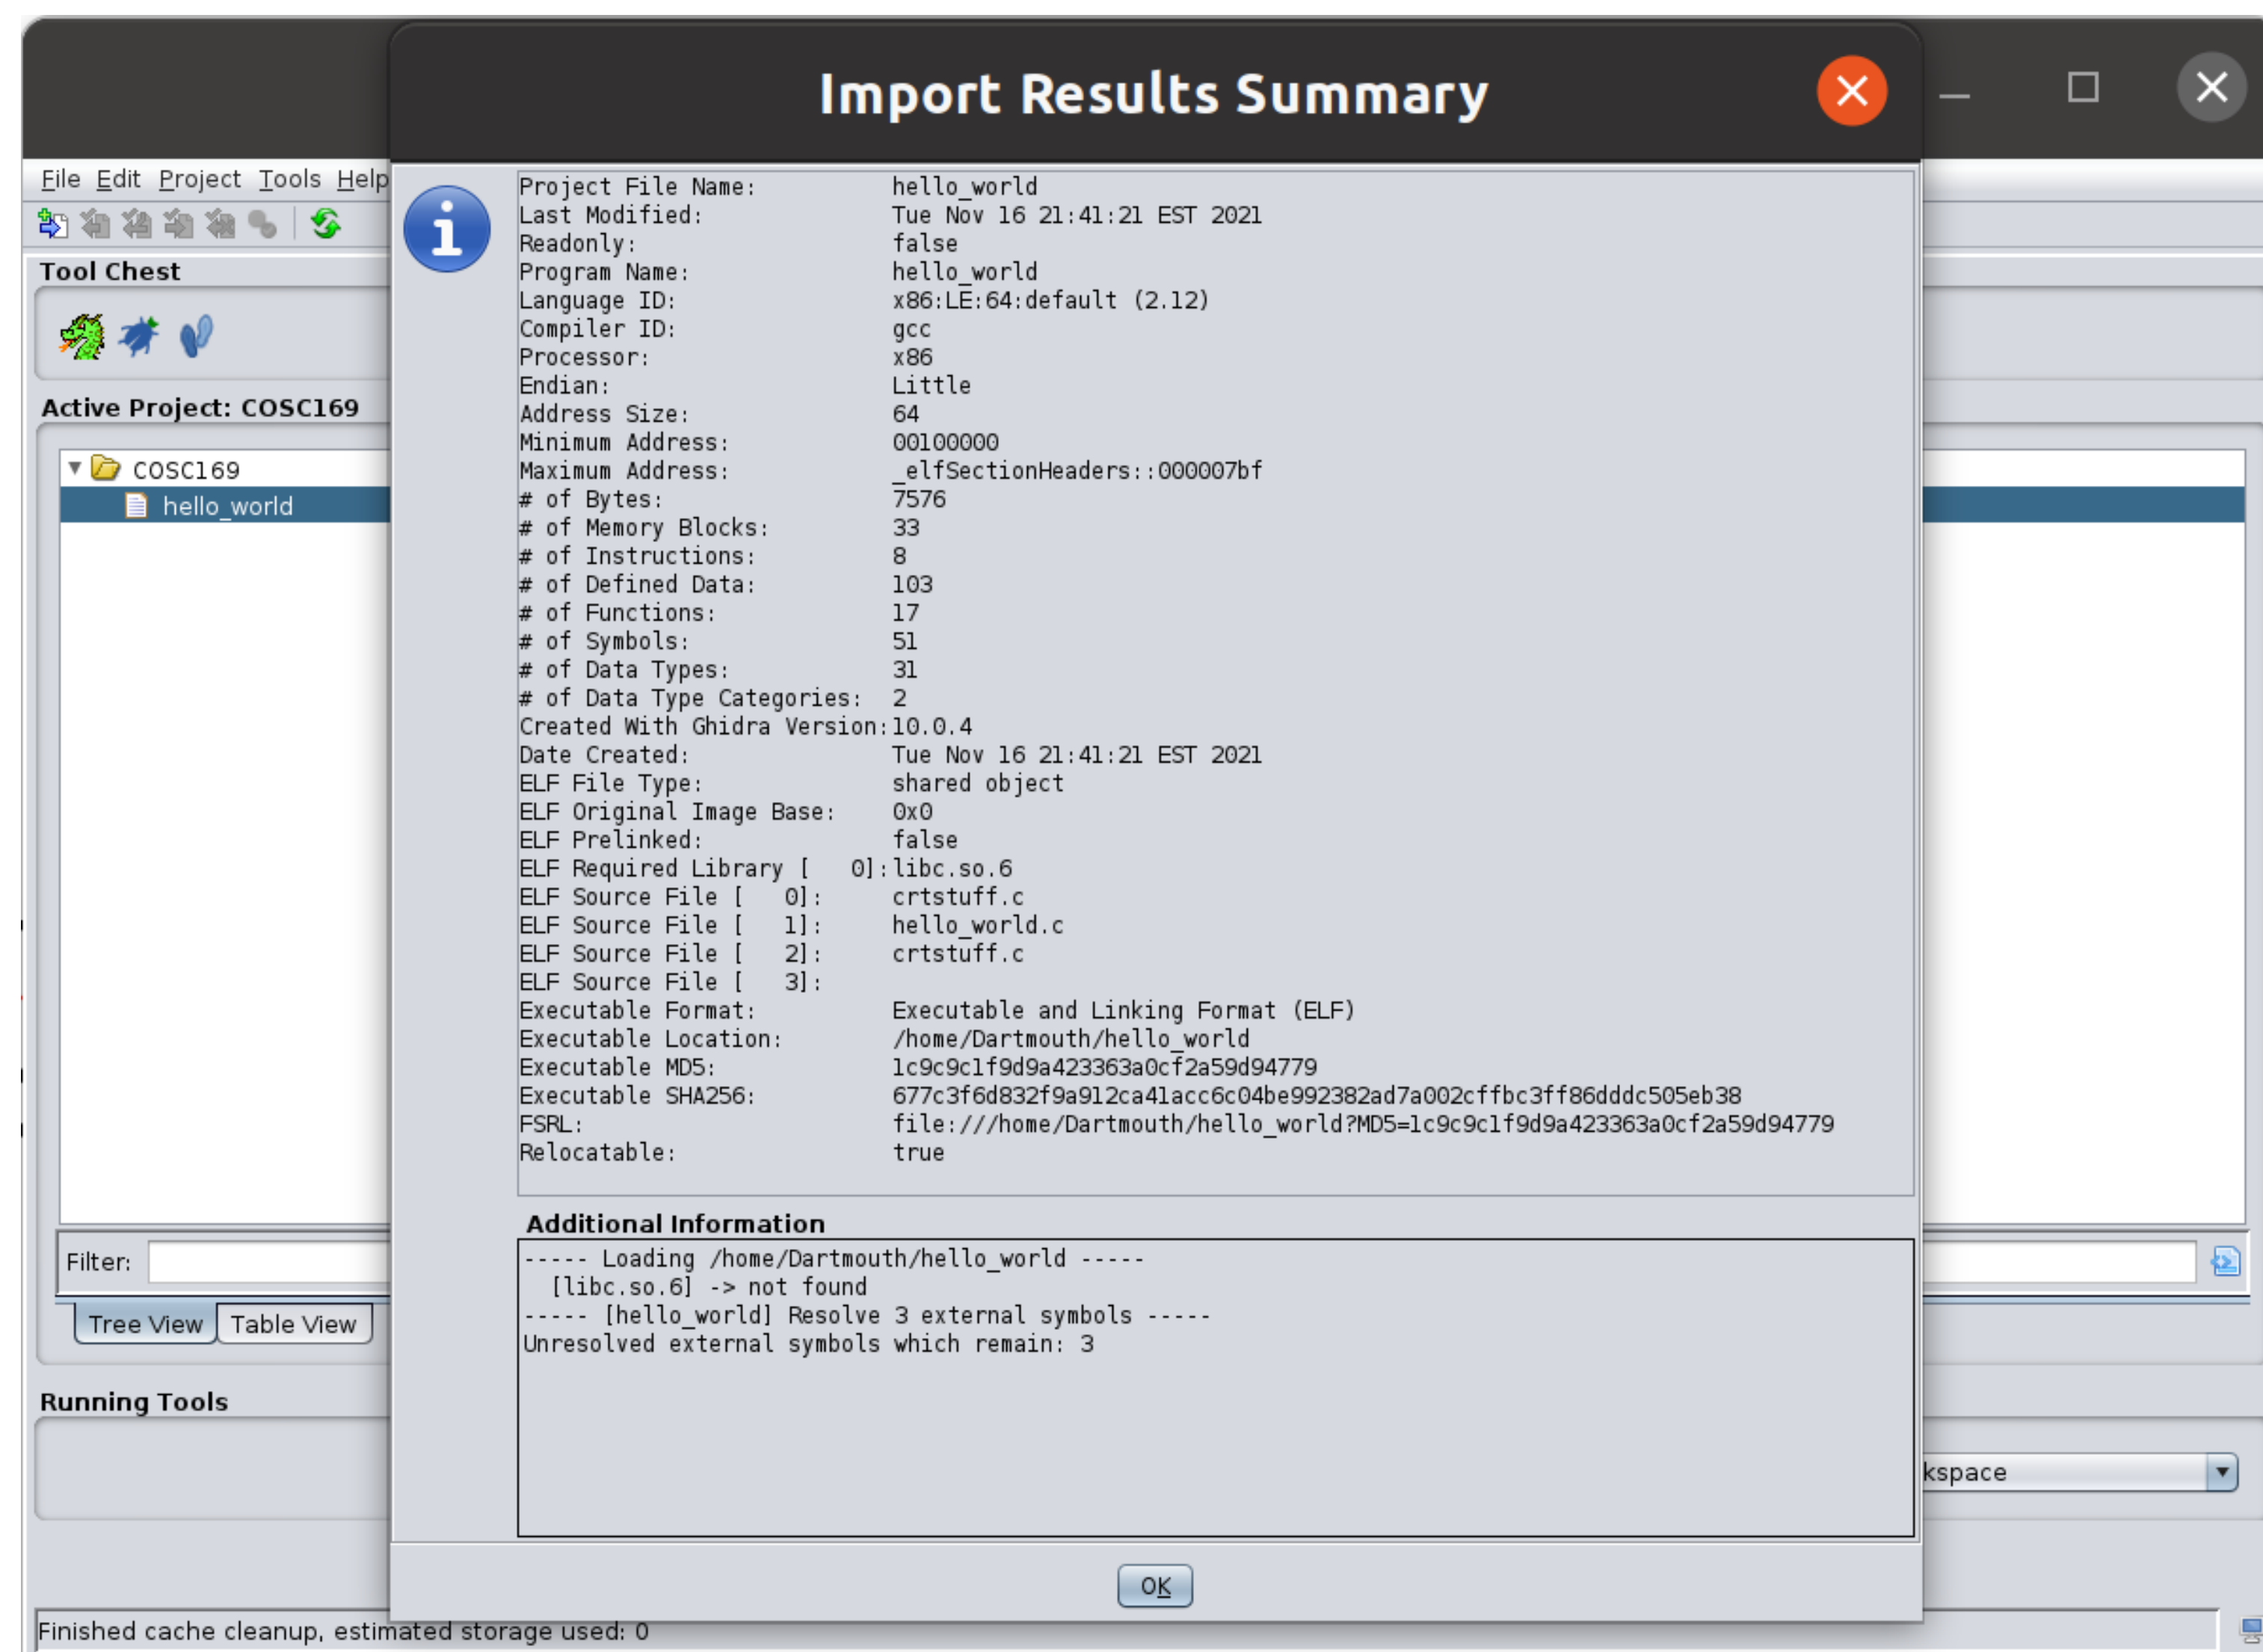 Import Results Summary
File Edit Project Tools Help
Tool Chest
Active Project: COSC169
COSC169
hello_world
Filter:
Tree View Table View
Running Tools
Finished cache cleanup, estimated storage used: 0
Project File Name: hello_world
Last Modified: Tue Nov 16 21:41:21 EST 2021
Readonly: false
Program Name: hello_world
Language ID: x86:LE:64:default (2.12)
Compiler ID: gcc
Processor: x86
Endian: Little
Address Size: 64
Minimum Address: 00100000
Maximum Address: _elfSectionHeaders::000007bf
# of Bytes: 7576
# of Memory Blocks: 33
# of Instructions: 8
# of Defined Data: 103
# of Functions: 17
# of Symbols: 51
# of Data Types: 31
# of Data Type Categories: 2
Created With Ghidra Version: 10.0.4
Date Created: Tue Nov 16 21:41:21 EST 2021
ELF File Type: shared object
ELF Original Image Base: 0x0
ELF Prelinked: false
ELF Required Library [ 0]: libc.so.6
ELF Source File [ 0]: crtstuff.c
ELF Source File [ 1]: hello_world.c
ELF Source File [ 2]: crtstuff.c
ELF Source File [ 3]:
Executable Format: Executable and Linking Format (ELF)
Executable Location: /home/Dartmouth/hello_world
Executable MD5: 1c9c9c1f9d9a423363a0cf2a59d94779
Executable SHA256: 677c3f6d832f9a912ca41acc6c04be992382ad7a002cffbc3ff86dddc505eb38
FSRL: file:///home/Dartmouth/hello_world?MD5=1c9c9c1f9d9a423363a0cf2a59d94779
Relocatable: true
Additional Information
----- Loading /home/Dartmouth/hello_world -----
[libc.so.6] -> not found
----- [hello_world] Resolve 3 external symbols -----
Unresolved external symbols which remain: 3
OK
kspace